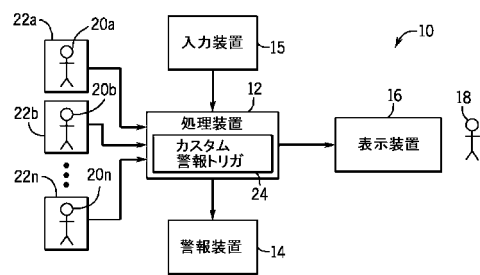 22a
20a
入力装置
15
10
22b
20b
12
処理装置
カスタム
警報トリガ
24
16
表示装置
18
22n
20n
警報装置
14